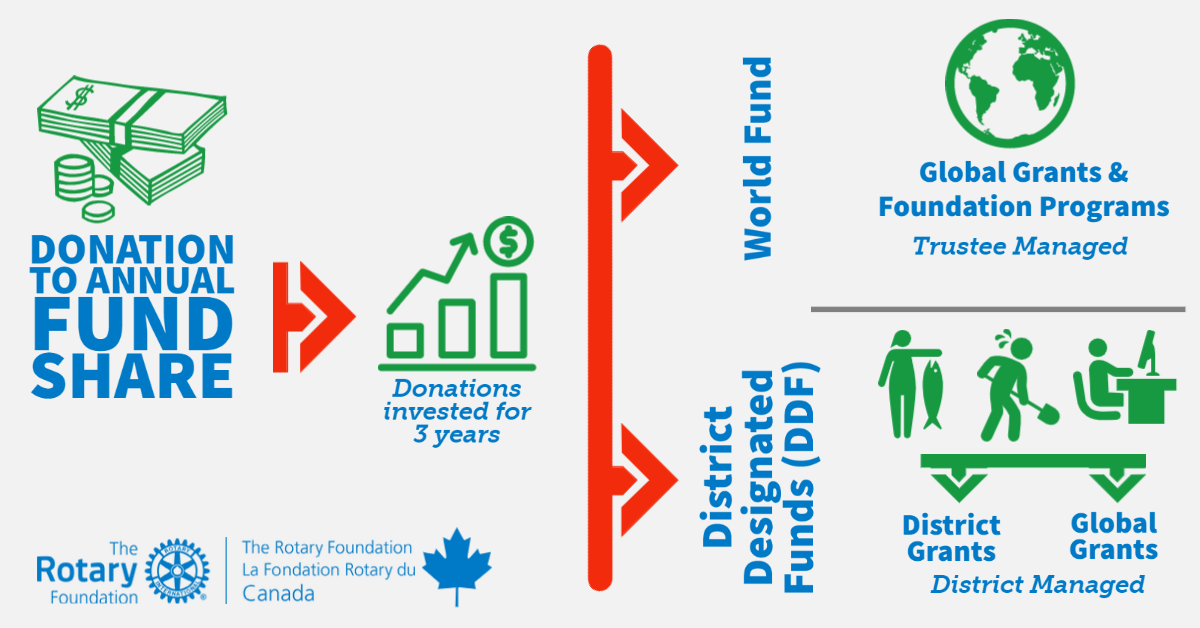 DONATION
TO ANNUAL
FUND
SHARE
$
$
Donations
invested for
3 years
World Fund
Global Grants &
Foundation Programs
Trustee Managed
District
Designated
Funds (DDF)
District
Grants
Global
Grants
District Managed
The
Rotary
Foundation
ROTARY
INTERNATIONAL
®
The Rotary Foundation
La Fondation Rotary du
Canada